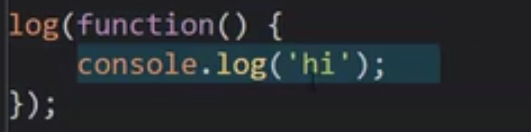 log(function() {
    console.log('hi');
});